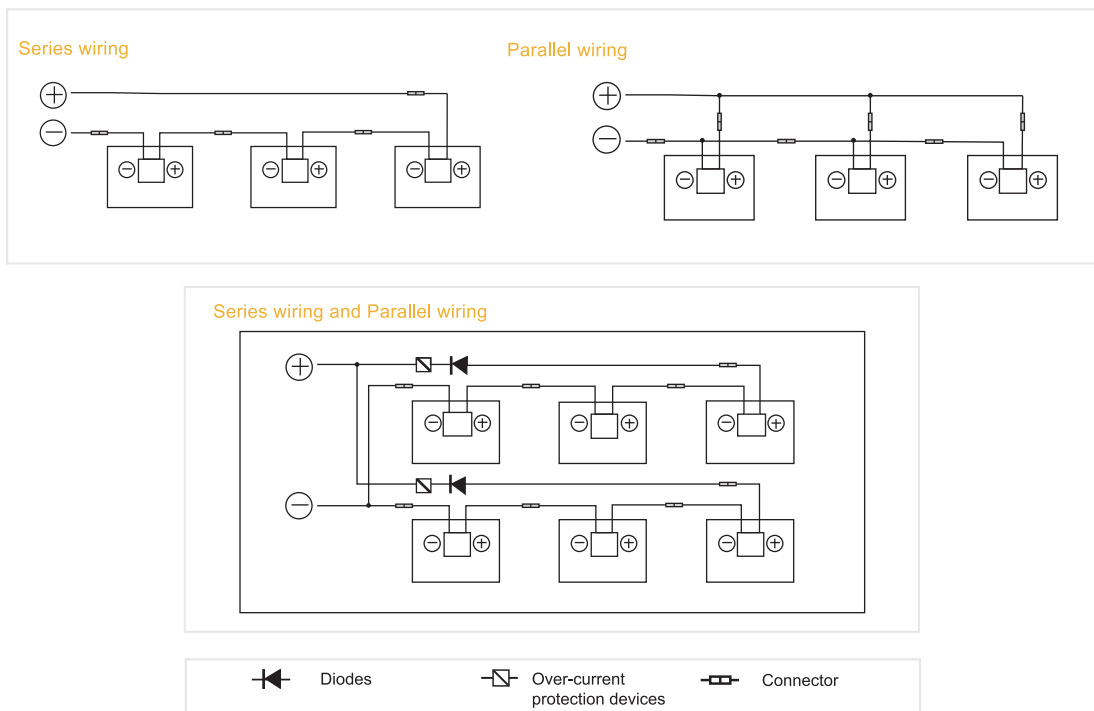 Series wiring
Parallel wiring
Series wiring and Parallel wiring
Diodes
Over-current
protection devices
Connector